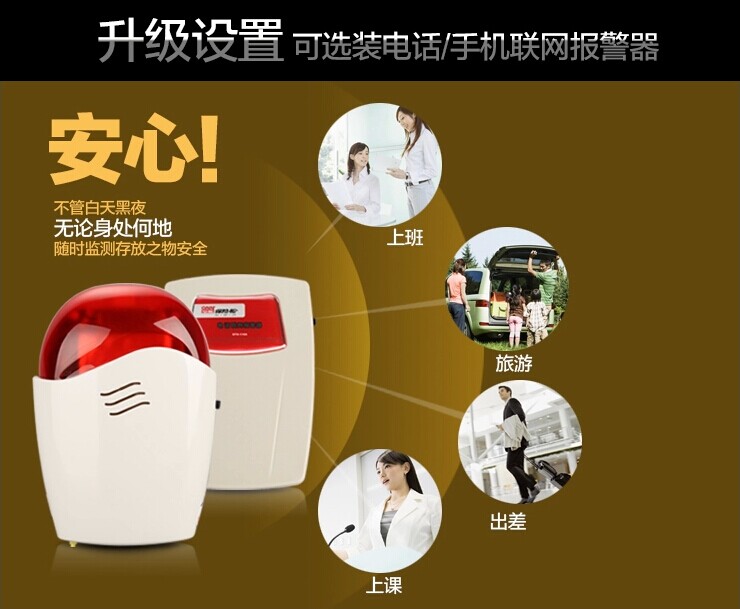 升级设置 可选装电话/手机联网报警器
安心!
不管白天黑夜
无论身处何地
随时监测存放之物安全
上班
旅游
出差
上课